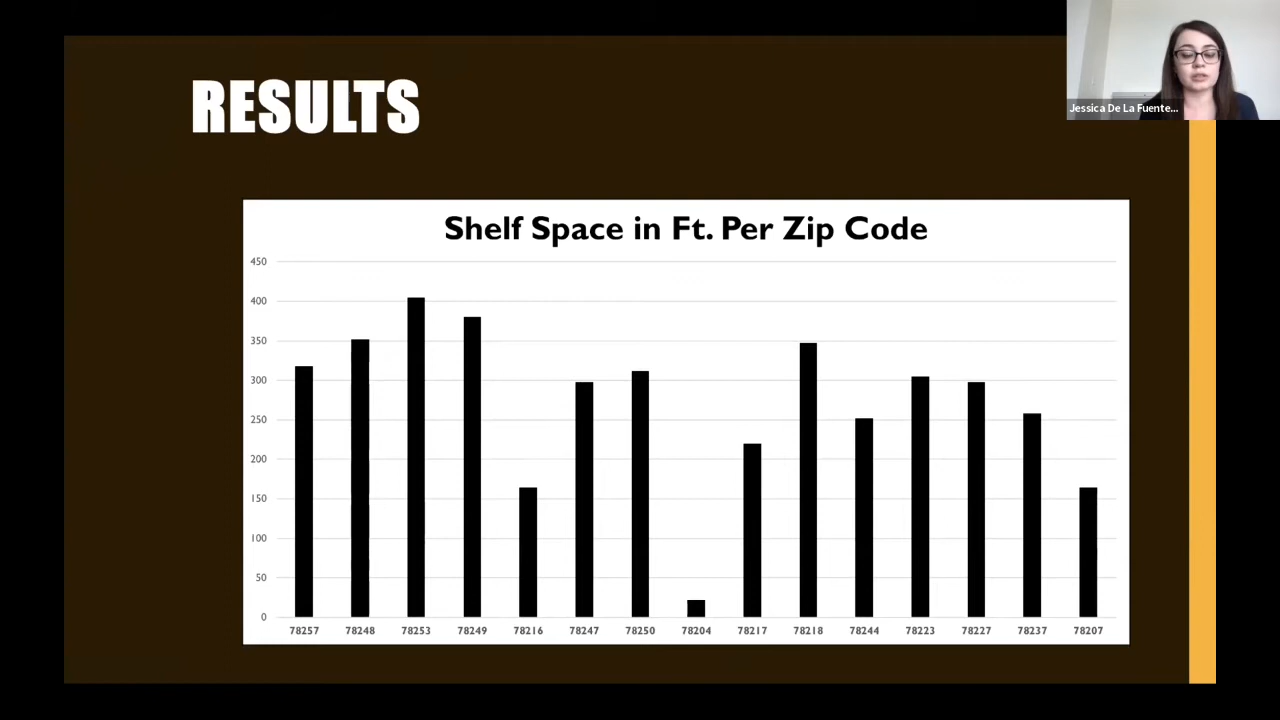 RESULTS
Jessica De La Fuente...
Shelf Space in Ft. Per Zip Code
450
400
350
300
250
200
150
100
50
0
78257 78248 78253 78249 78216 78247 78250 78204 78217 78218 78244 78223 78227 78237 78207